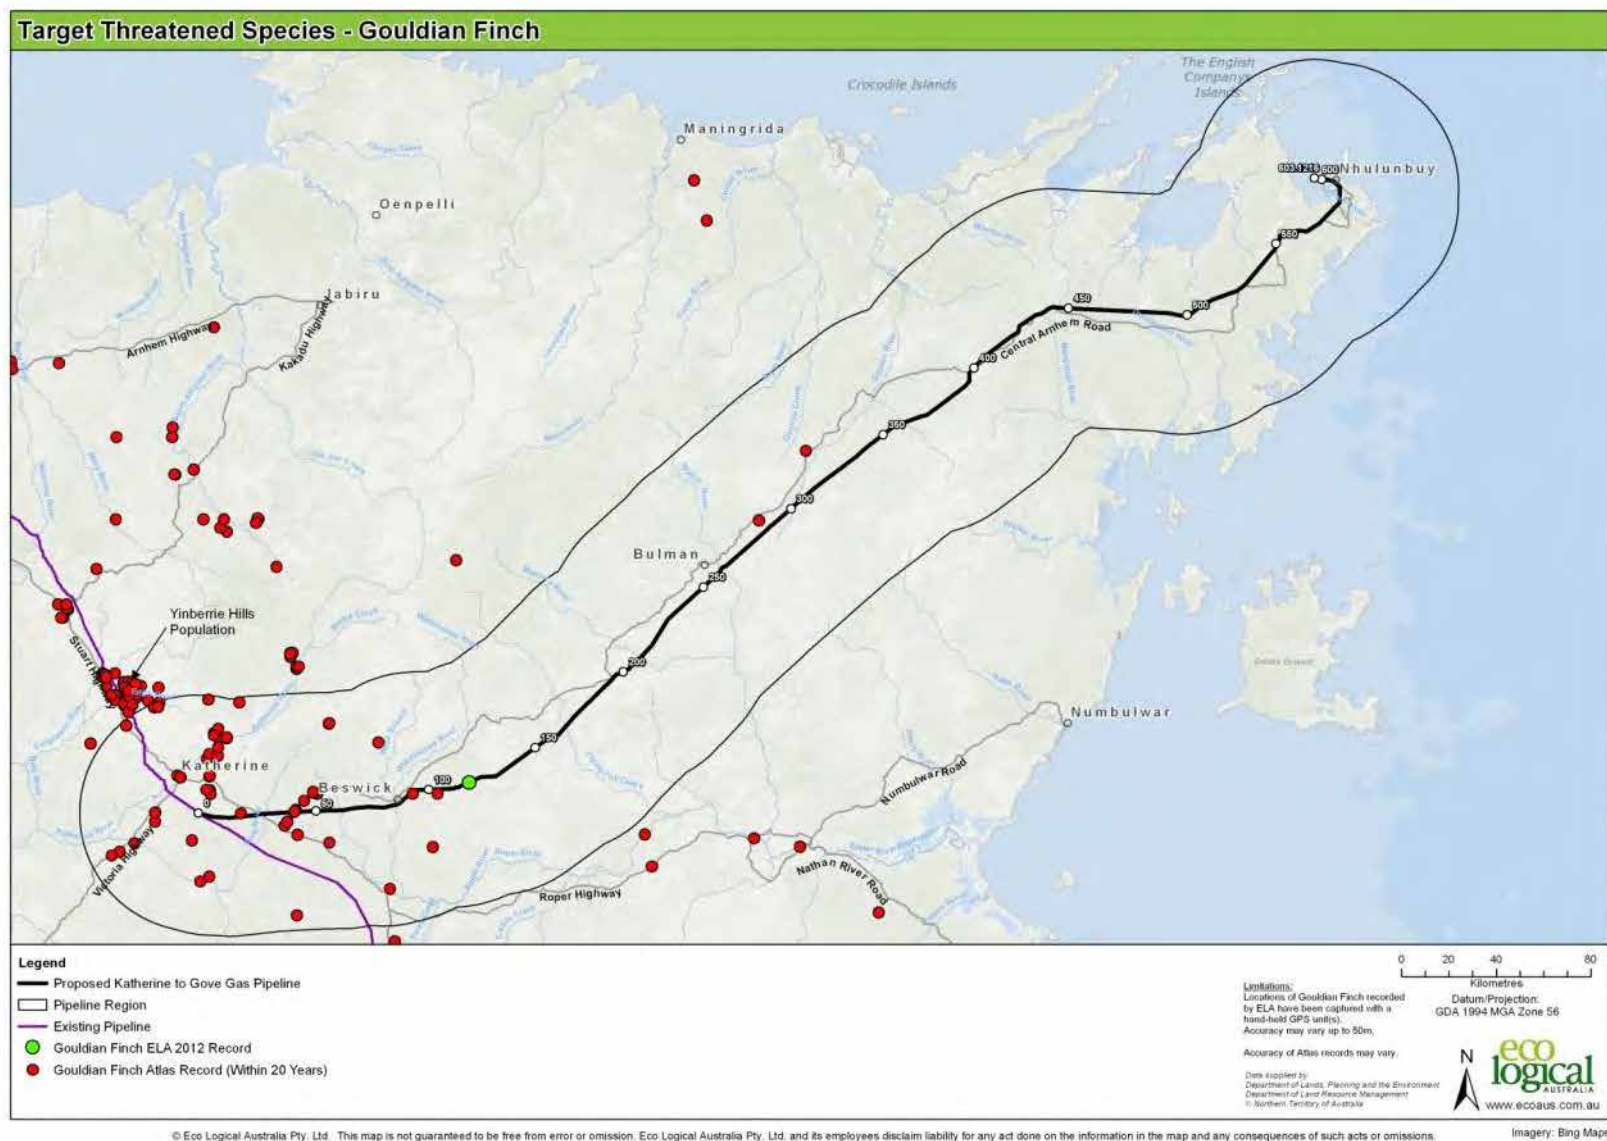 Target Threatened Species - Gouldian Finch
Crocodile Islands
The English
Companys
Islands
Maningrida
603.1216
600
Nhulunbuy
Oenpelli
550
Jabiru
450
500
Arnhem Highway
Kakadu Highway
Central Arnhem Road
400
350
300
Bulman
250
Yinberrie Hills
Population
Stuart Highway
200
Numbulwar
150
Katherine
Numbulwar Road
Beswick
100
0
50
Victoria Highway
Nathan River
Road
Roper Highway
Legend
Proposed Katherine to Gove Gas Pipeline
Pipeline Region
Existing Pipeline
Gouldian Finch ELA 2012 Record
Gouldian Finch Atlas Record (Within 20 Years)
Limitations:
Locations of Gouldian Finch recorded
by ELA have been captured with a
hand-held GPS unit(s).
Accuracy may vary up to 50m.
Accuracy of Atlas records may vary.
Data supplied by
Department of Lands, Planning and the Environment
Department of Land Resource Management
© Northern Territory of Australia
0 20 40 80
Kilometres
Datum/Projection:
GDA 1994 MGA Zone 56
N
eco
logical
AUSTRALIA
www.ecoaus.com.au
© Eco Logical Australia Pty. Ltd. This map is not guaranteed to be free from error or omission. Eco Logical Australia Pty. Ltd. and its employees disclaim liability for any act done on the information in the map and any consequences of such acts or omissions.
Imagery: Bing Maps